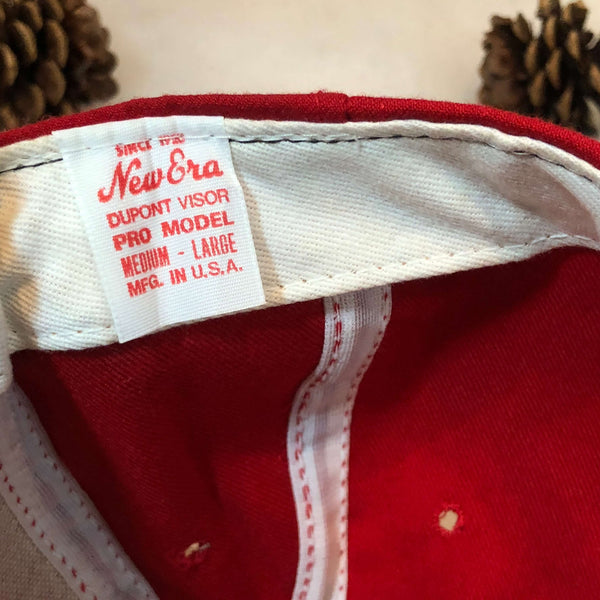 SINCE 1920
New Era
DUPONT VISOR
PRO MODEL
MEDIUM - LARGE
MFG. IN U.S.A.